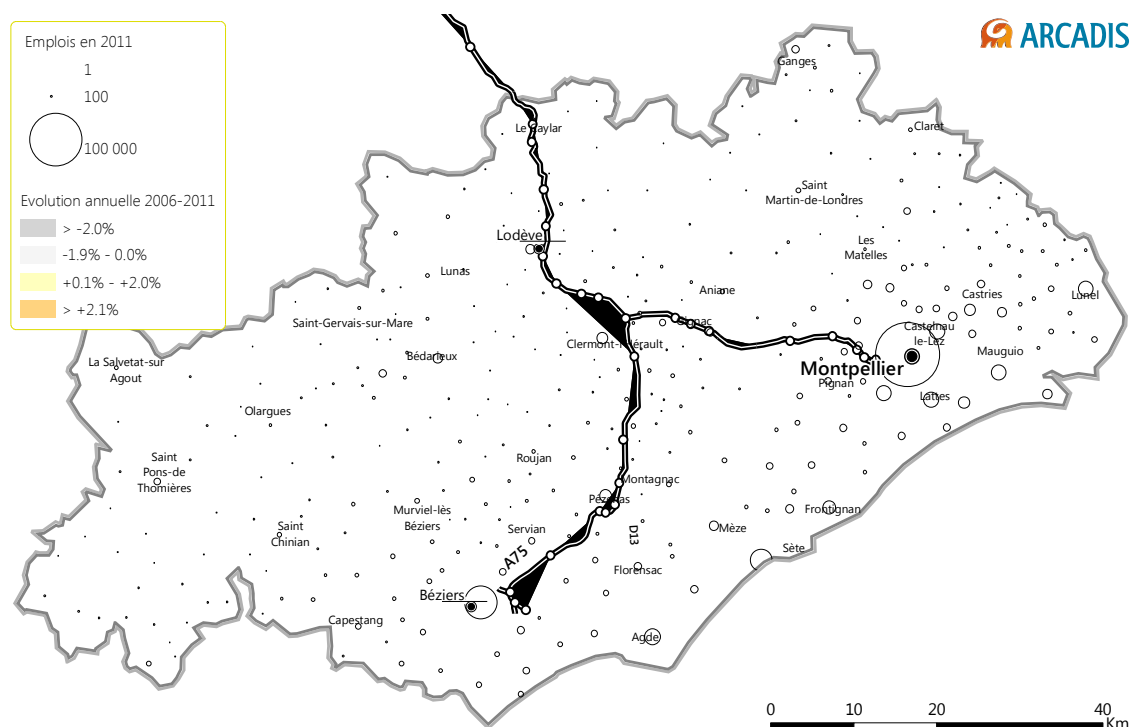 Emplois en 2011
1
100
100 000
Evolution annuelle 2006-2011
> -2.0%
-1.9% - 0.0%
+0.1% - +2.0%
> +2.1%
ARCADIS
Ganges
Le Caylar
Claret
Saint
Martin-de-Londres
Lodève
Les
Matelles
Lunas
Aniane
Castries
Lunel
Saint-Gervais-sur-Mare
Gignac
Clermont-l'Hérault
Castelnau
le-Lez
Bédarieux
Mauguio
La Salvetat-sur
Agout
Montpellier
Pignan
Lattes
Olargues
Saint
Pons-de
Thomières
Roujan
Montagnac
Pézenas
Murviel-lès
Béziers
Servian
Saint
Chinian
Frontignan
Mèze
D13
Sète
A75
Florensac
Béziers
Capestang
Agde
0
10
20
40
Km